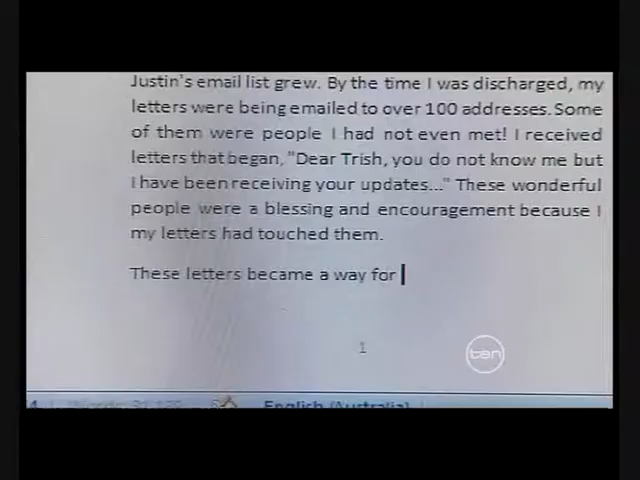 Justin's email list grew. By the time I was discharged, my
letters were being emailed to over 100 addresses. Some
of them were people I had not even met! I received
letters that began, "Dear Trish, you do not know me but
I have been receiving your updates..." These wonderful
people were a blessing and encouragement because I
my letters had touched them.
These letters became a way for
1
ten
English (Australia)